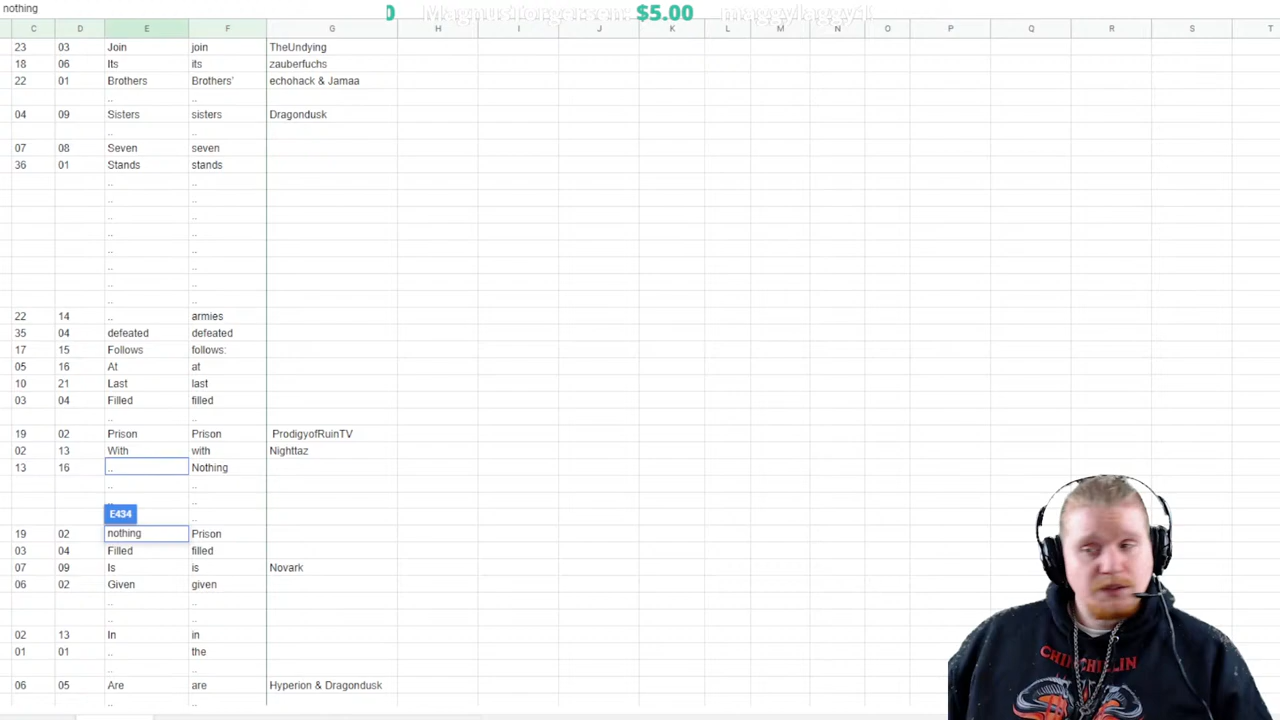 nothing
0 MagnusTorgersen: $5.00 maggylaggy1
C D E F G H I J K L M N O P Q R S T
23 03 Join join TheUndying
18 06 Its its zauberfuchs
22 01 Brothers Brothers' echohack & Jamaa
.. ..
04 09 Sisters sisters Dragondusk
.. ..
07 08 Seven seven
36 01 Stands stands
.. ..
.. ..
.. ..
.. ..
.. ..
.. ..
.. ..
.. ..
22 14 .. armies
35 04 defeated defeated
17 15 Follows follows:
05 16 At at
10 21 Last last
03 04 Filled filled
.. ..
19 02 Prison Prison ProdigyofRuinTV
02 13 With with Nighttaz
13 16 .. Nothing
.. ..
.. ..
E434 ..
19 02 nothing Prison
03 04 Filled filled
07 09 Is is Novark
06 02 Given given
.. ..
.. ..
02 13 In in
01 01 .. the
.. ..
06 05 Are are Hyperion & Dragondusk
.. ..
CHIN CHILLIN